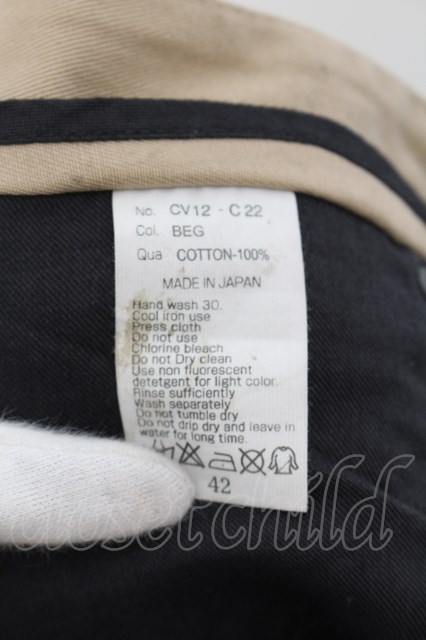 No. CV12 - C22
Col. BEG
Qua COTTON-100%
MADE IN JAPAN
Hand wash 30.
Cool iron use
Press cloth
Do not use
Chlorine bleach
Do not Dry clean
Use non fluorescent
detetgent for light color.
Rinse sufficiently
Wash separately
Do not tumble dry
Do not drip dry and leave in
water for long time.
42
closetchild